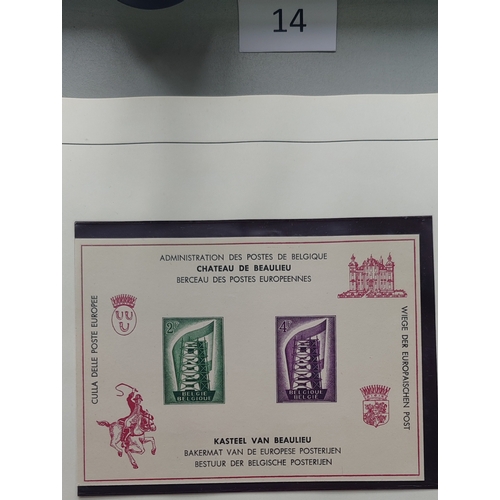 14
ADMINISTRATION DES POSTES DE BELGIQUE
CHATEAU DE BEAULIEU
BERCEAU DES POSTES EUROPEENNES
CULLA DELLE POSTE EUROPEE
WIEGE DER EUROPAISCHEN POST
2F
BELGIE
BELGIQUE
4F
BELGIE
BELGIQUE
KASTEEL VAN BEAULIEU
BAKERMAT VAN DE EUROPESE POSTERIJEN
BESTUUR DER BELGISCHE POSTERIJEN